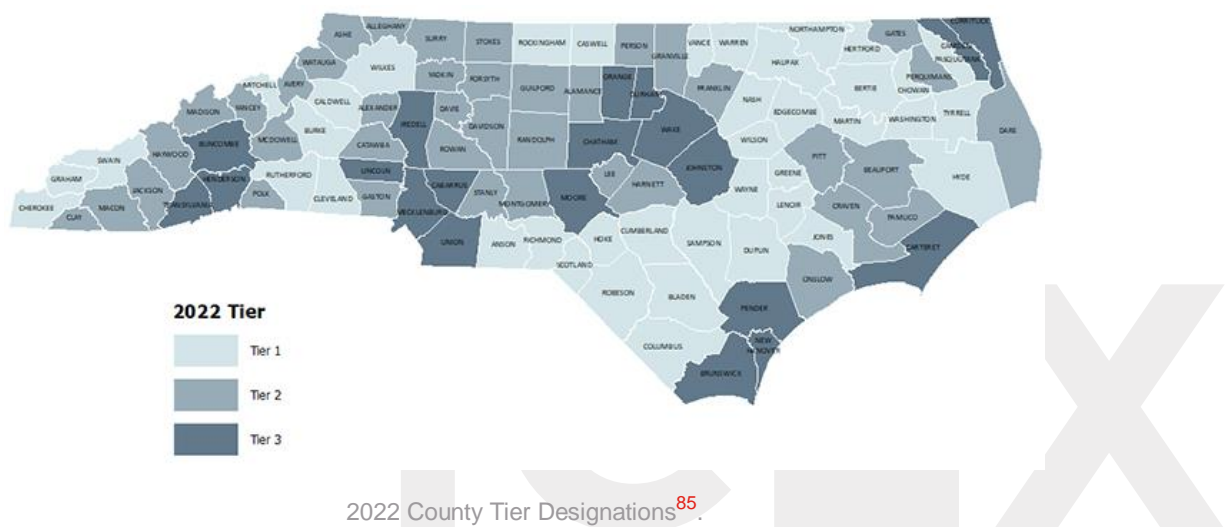 ALLEGHANY
CURRITUCK
NORTHAMPTON
ASHE
SURRY
STOKES
ROCKINGHAM
CASWELL
PERSON
VANCE
WARREN
GATES
CAMDEN
HERTFORD
PASQUOTANK
GRANVILLE
WATAUGA
WILKES
HALIFAX
YADKIN
FORSYTH
ORANGE
PERQUIMANS
MITCHELL
AVERY
GUILFORD
ALAMANCE
DURHAM
FRANKLIN
BERTIE
CHOWAN
CALDWELL
ALEXANDER
DAVIE
NASH
MADISON
YANCEY
IREDELL
EDGECOMBE
TYRRELL
MARTIN
WASHINGTON
DARE
BURKE
DAVIDSON
WAKE
BUNCOMBE
MCDOWELL
CATAWBA
ROWAN
RANDOLPH
CHATHAM
WILSON
HAYWOOD
SWAIN
PITT
JOHNSTON
BEAUFORT
LINCOLN
RUTHERFORD
LEE
GREENE
HYDE
GRAHAM
HENDERSON
CABARRUS
HARNETT
JACKSON
POLK
CLEVELAND
GASTON
STANLY
WAYNE
CHEROKEE
MACON
TRANSYLVANIA
MONTGOMERY
MOORE
LENOIR
CRAVEN
CLAY
MECKLENBURG
PAMLICO
CUMBERLAND
UNION
ANSON
RICHMOND
HOKE
SAMPSON
DUPLIN
JONES
CARTERET
SCOTLAND
ONSLOW
ROBESON
BLADEN
PENDER
2022 Tier
COLUMBUS
NEW
HANOVER
Tier 1
BRUNSWICK
Tier 2
Tier 3
2022 County Tier Designations85.